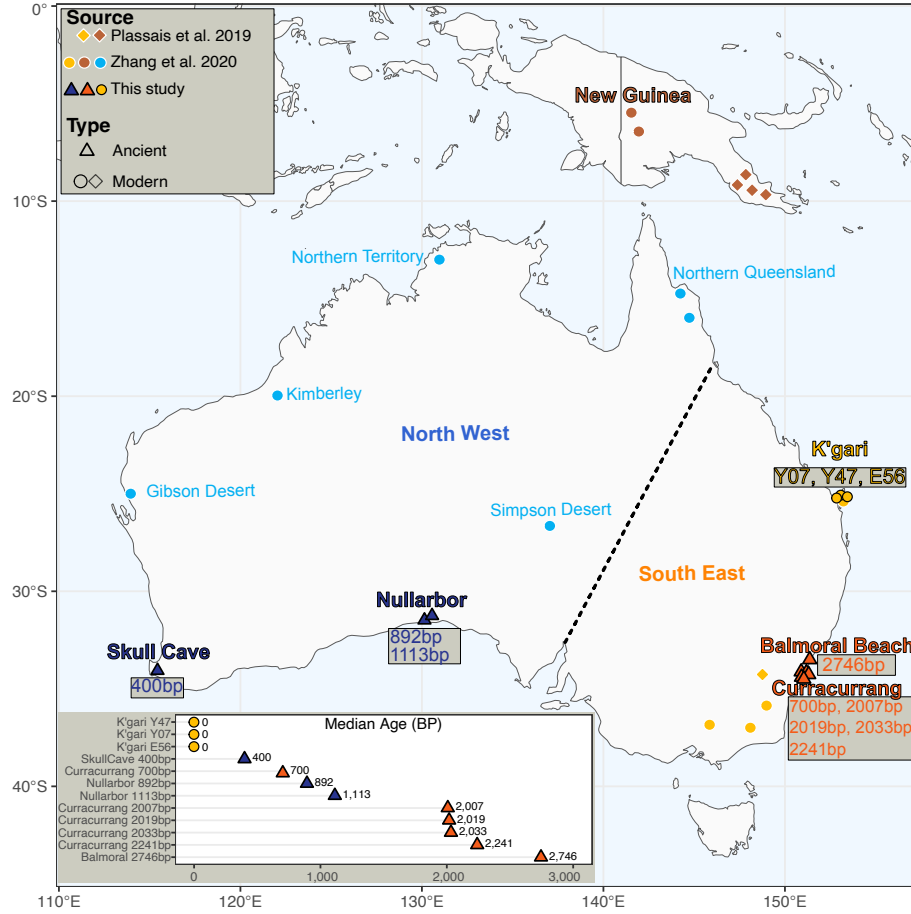 0°
Source
Plassais et al. 2019
Zhang et al. 2020
This study
Type
Ancient
Modern
New Guinea
10°S
Northern Territory
Northern Queensland
20°S
Kimberley
North West
K'gari
Y07, Y47, E56
Gibson Desert
Simpson Desert
30°S
South East
Nullarbor
892bp
1113bp
Skull Cave
400bp
Balmoral Beach
2746bp
Curracurrang
700bp, 2007bp
2019bp, 2033bp
2241bp
40°S
Median Age (BP)
K'gari Y47 0
K'gari Y07 0
K'gari E56 0
SkullCave 400bp 400
Curracurrang 700bp 700
Nullarbor 892bp 892
Nullarbor 1113bp 1,113
Curracurrang 2007bp 2,007
Curracurrang 2019bp 2,019
Curracurrang 2033bp 2,033
Curracurrang 2241bp 2,241
Balmoral 2746bp 2,746
0 1,000 2,000 3,000
110°E 120°E 130°E 140°E 150°E